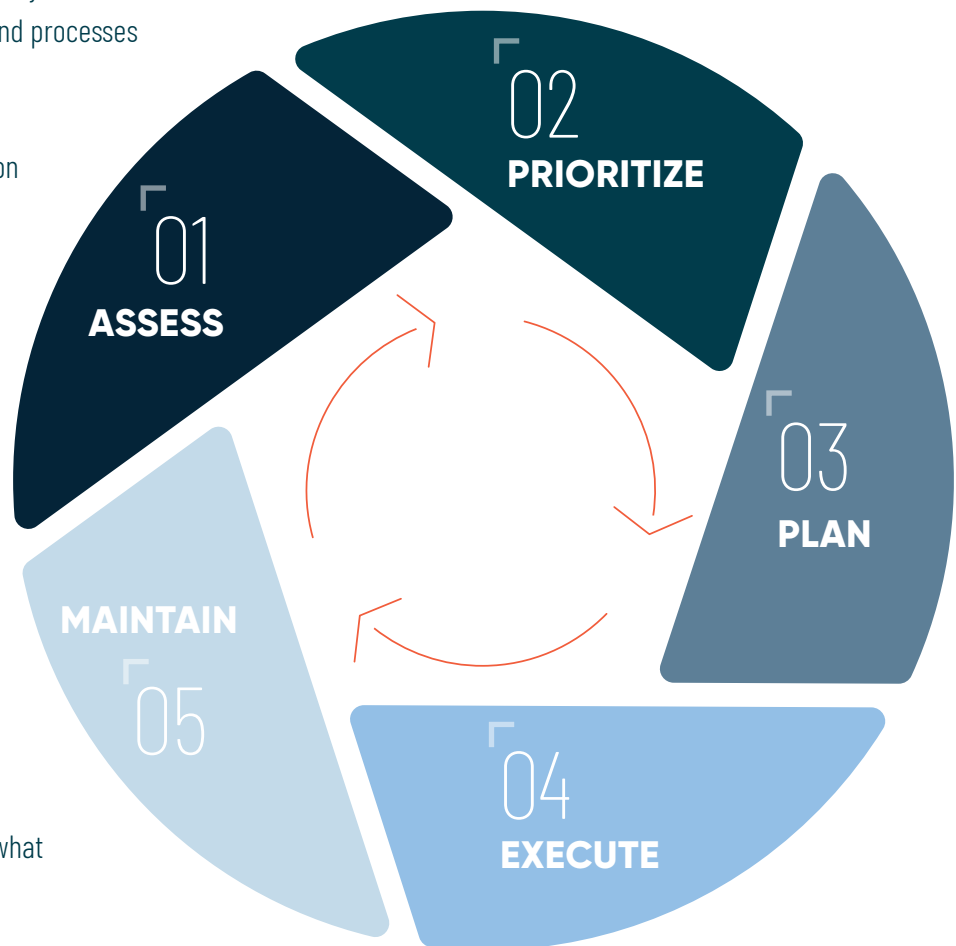 nd processes
on
01
ASSESS
02
PRIORITIZE
03
PLAN
04
EXECUTE
MAINTAIN
05
what